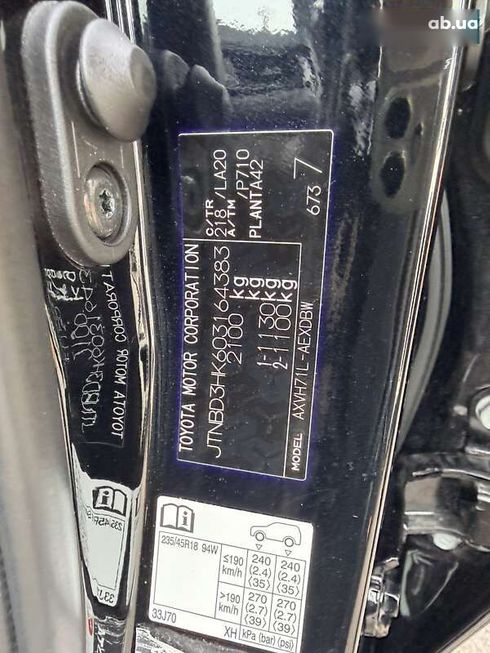 ab.ua
TOYOTA MOTOR CORPORATION
JTNBD3HK603164383
2100 kg
1-1130 kg
2-1100kg
MODEL AXVH71L-AEXDBW
C/TR 218/LA20
A/TM /P710
PLANTA42
673 7
235/45R18 94W
≤190 km/h
240 (2.4) (35)
240 (2.4) (35)
>190 km/h
270 (2.7) (39)
270 (2.7) (39)
33J70
XH kPa (bar) (psi)